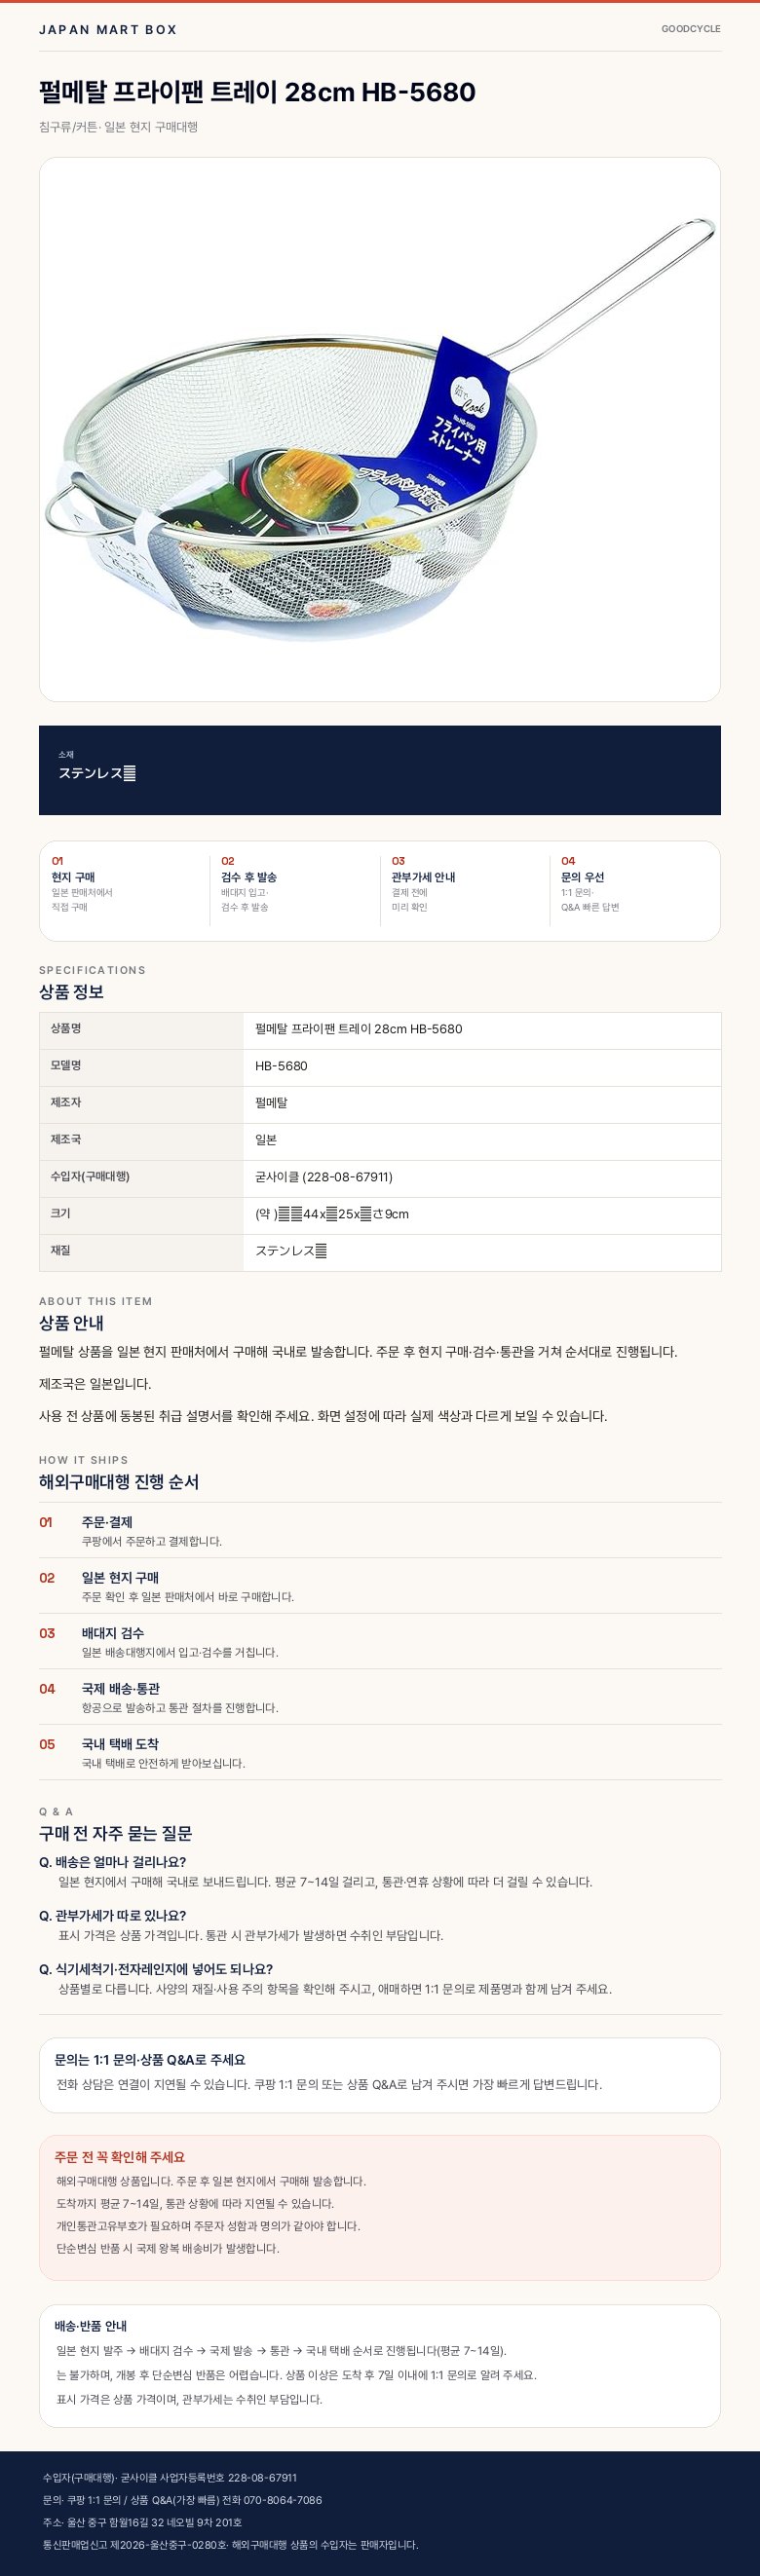 JAPAN MART BOX
GOODCYCLE
펄메탈 프라이팬 트레이 28cm HB-5680
침구류/커튼 · 일본 현지 구매대행
茹で
Cook
No.HB-5680
フライパン用
ストレーナー
STRAINER
フライパンが茹で
소재
ステンレス
01
현지 구매
일본 판매처에서
직접 구매
02
검수 후 발송
배대지 입고·
검수 후 발송
03
관부가세 안내
결제 전에
미리 확인
04
문의 우선
1:1 문의·
Q&A 빠른 답변
SPECIFICATIONS
상품 정보
상품명 펄메탈 프라이팬 트레이 28cm HB-5680
모델명 HB-5680
제조자 펄메탈
제조국 일본
수입자(구매대행) 굳사이클 (228-08-67911)
크기 (약 )44x25xさ9cm
재질 ステンレス
ABOUT THIS ITEM
상품 안내
펄메탈 상품을 일본 현지 판매처에서 구매해 국내로 발송합니다. 주문 후 현지 구매·검수·통관을 거쳐 순서대로 진행됩니다.
제조국은 일본입니다.
사용 전 상품에 동봉된 취급 설명서를 확인해 주세요. 화면 설정에 따라 실제 색상과 다르게 보일 수 있습니다.
HOW IT SHIPS
해외구매대행 진행 순서
01 주문·결제
쿠팡에서 주문하고 결제합니다.
02 일본 현지 구매
주문 확인 후 일본 판매처에서 바로 구매합니다.
03 배대지 검수
일본 배송대행지에서 입고·검수를 거칩니다.
04 국제 배송·통관
항공으로 발송하고 통관 절차를 진행합니다.
05 국내 택배 도착
국내 택배로 안전하게 받아보십니다.
Q & A
구매 전 자주 묻는 질문
Q. 배송은 얼마나 걸리나요?
일본 현지에서 구매해 국내로 보내드립니다. 평균 7~14일 걸리고, 통관·연휴 상황에 따라 더 걸릴 수 있습니다.
Q. 관부가세가 따로 있나요?
표시 가격은 상품 가격입니다. 통관 시 관부가세가 발생하면 수취인 부담입니다.
Q. 식기세척기·전자레인지에 넣어도 되나요?
상품별로 다릅니다. 사양의 재질·사용 주의 항목을 확인해 주시고, 애매하면 1:1 문의로 제품명과 함께 남겨 주세요.
문의는 1:1 문의·상품 Q&A로 주세요
전화 상담은 연결이 지연될 수 있습니다. 쿠팡 1:1 문의 또는 상품 Q&A로 남겨 주시면 가장 빠르게 답변드립니다.
주문 전 꼭 확인해 주세요
해외구매대행 상품입니다. 주문 후 일본 현지에서 구매해 발송합니다.
도착까지 평균 7~14일, 통관 상황에 따라 지연될 수 있습니다.
개인통관고유부호가 필요하며 주문자 성함과 명의가 같아야 합니다.
단순변심 반품 시 국제 왕복 배송비가 발생합니다.
배송·반품 안내
일본 현지 발주 → 배대지 검수 → 국제 발송 → 통관 → 국내 택배 순서로 진행됩니다(평균 7~14일).
는 불가하며, 개봉 후 단순변심 반품은 어렵습니다. 상품 이상은 도착 후 7일 이내에 1:1 문의로 알려 주세요.
표시 가격은 상품 가격이며, 관부가세는 수취인 부담입니다.
수입자(구매대행)· 굳사이클 사업자등록번호 228-08-67911
문의· 쿠팡 1:1 문의 / 상품 Q&A(가장 빠름) 전화 070-8064-7086
주소· 울산 중구 함월16길 32 네오빌 9차 201호
통신판매업신고 제2026-울산중구-0280호· 해외구매대행 상품의 수입자는 판매자입니다.